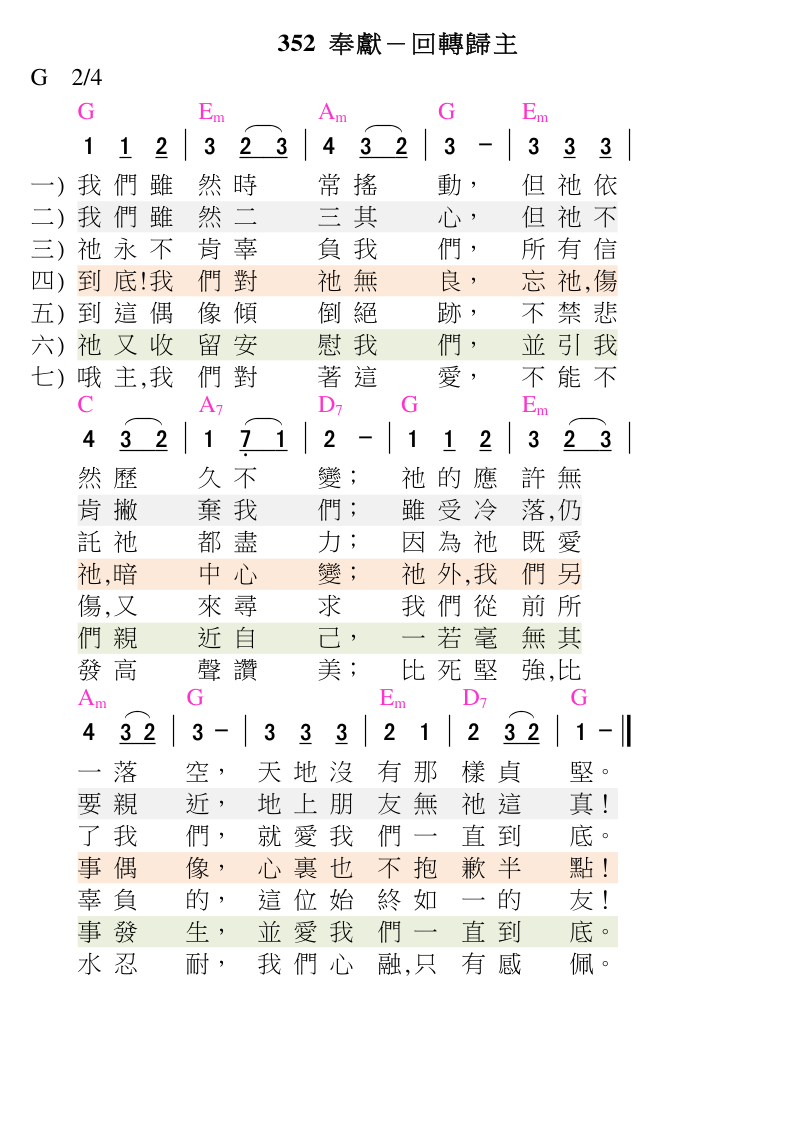 352 奉獻－回轉歸主
G 2/4
G Em Am G Em
1 1 2 | 3 2 3 | 4 3 2 | 3 - | 3 3 3 |
一) 我們雖然時常搖動，但祂依
二) 我們雖然二三其心，但祂不
三) 祂永不肯辜負我們，所有信
四) 到底!我們對祂無良，忘祂,傷
五) 到這偶像傾倒絕跡，不禁悲
六) 祂又收留安慰我們，並引我
七) 哦主,我們對著這愛，不能不
C A7 D7 G Em
4 3 2 | 1 7 1 | 2 - | 1 1 2 | 3 2 3 |
然歷久不變；祂的應許無
肯撇棄我們；雖受冷落,仍
託祂都盡力；因為祂既愛
祂,暗中心變；祂外,我們另
傷,又來尋求我們從前所
們親近自己，一若毫無其
發高聲讚美；比死堅強,比
Am G Em D7 G
4 3 2 | 3 - | 3 3 3 | 2 1 | 2 3 2 | 1 - ||
一落空，天地沒有那樣貞堅。
要親近，地上朋友無祂這真！
了我們，就愛我們一直到底。
事偶像，心裏也不抱歉半點！
辜負的，這位始終如一的友！
事發生，並愛我們一直到底。
水忍耐，我們心融,只有感佩。